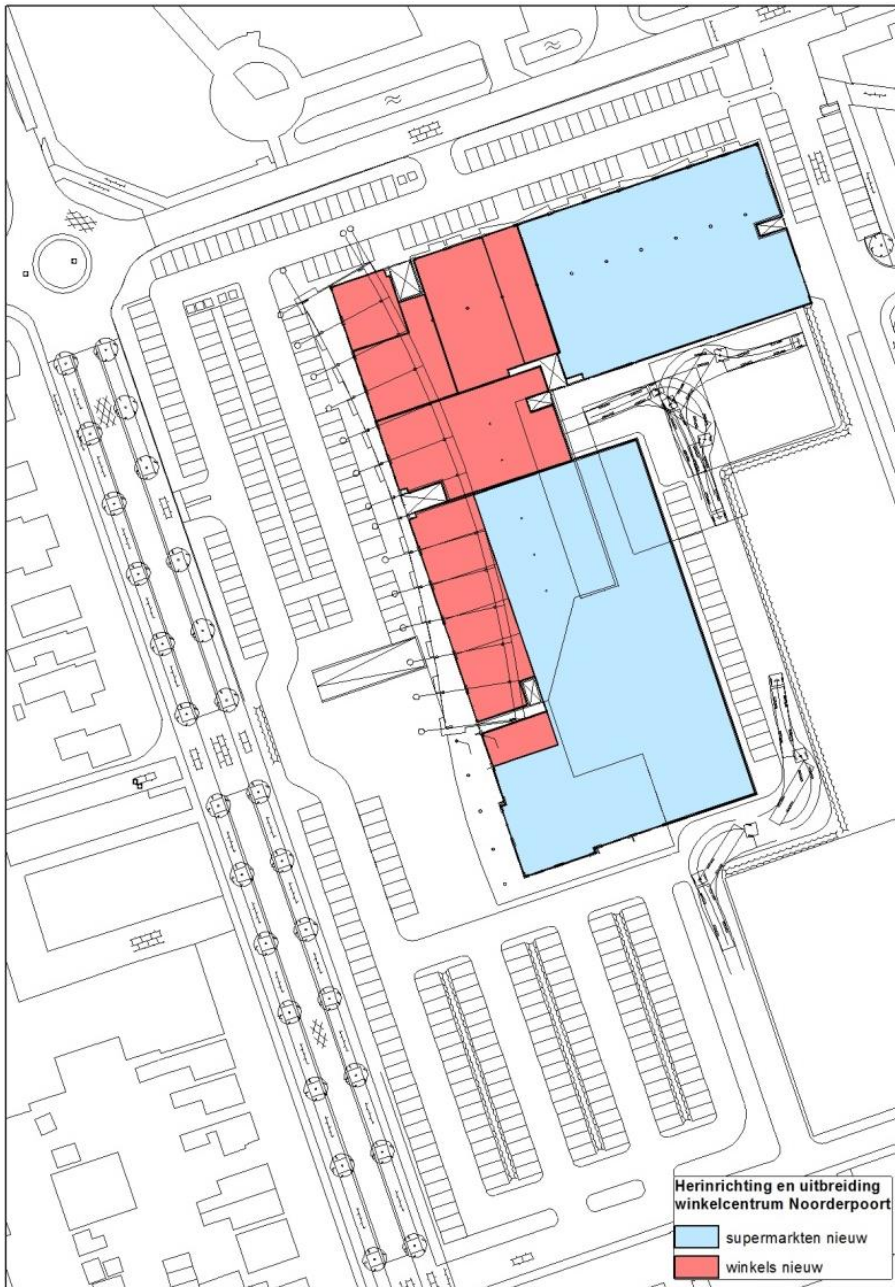 Herinrichting en uitbreiding
winkelcentrum Noorderpoort
supermarkten nieuw
winkels nieuw